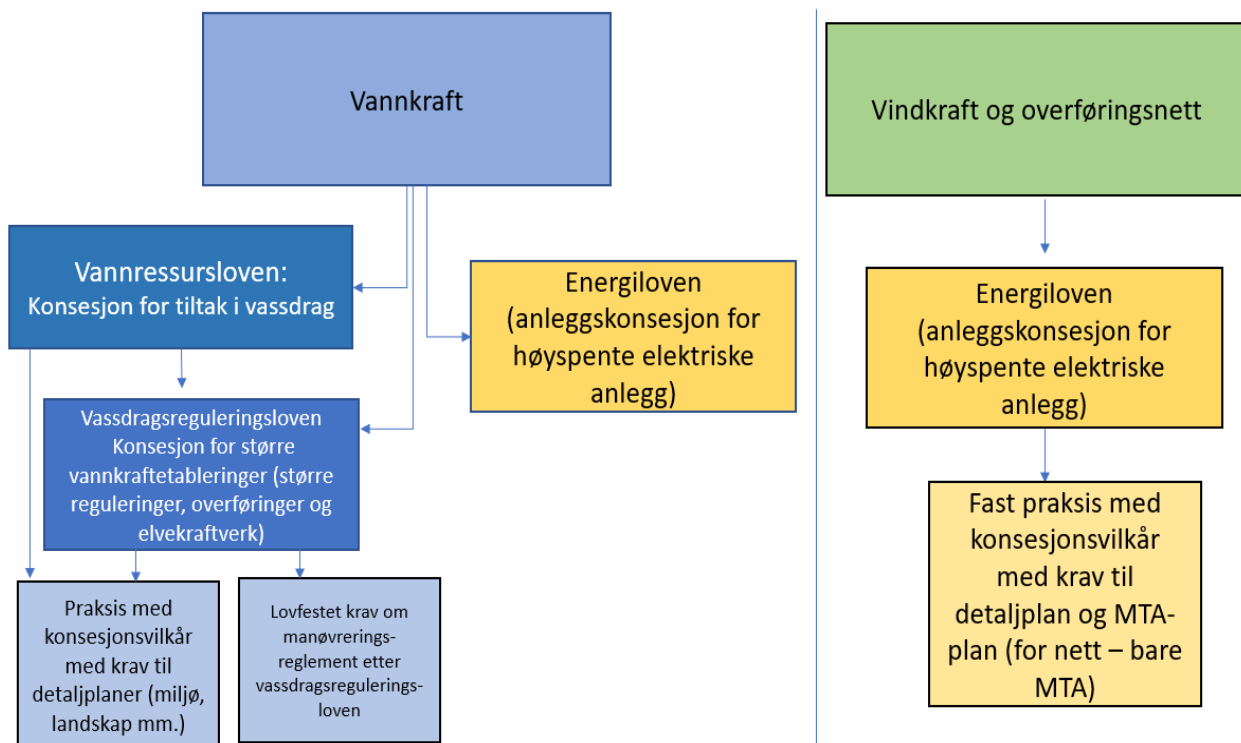 Vannkraft
Vannressursloven:
Konsesjon for tiltak i vassdrag
Energiloven
(anleggskonsesjon for
høyspente elektriske
anlegg)
Vassdragsreguleringsloven
Konsesjon for større
vannkraftetableringer (større
reguleringer, overføringer og
elvekraftverk)
Praksis med
konsesjonsvilkår
med krav til
detaljplaner (miljø,
landskap mm.)
Lovfestet krav om
manøvrerings-
reglement etter
vassdragsregulerings-
loven
Vindkraft og overføringsnett
Energiloven
(anleggskonsesjon for
høyspente elektriske
anlegg)
Fast praksis med
konsesjonsvilkår
med krav til
detaljplan og MTA-
plan (for nett – bare
MTA)